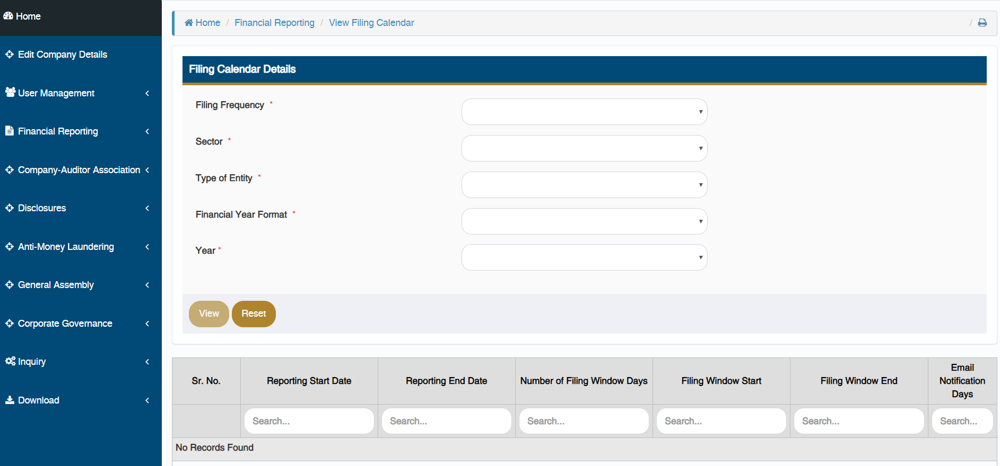 Home
Edit Company Details
User Management
Financial Reporting
Company-Auditor Association
Disclosures
Anti-Money Laundering
General Assembly
Corporate Governance
Inquiry
Download
Home / Financial Reporting / View Filing Calendar /
Filing Calendar Details
Filing Frequency *
Sector *
Type of Entity *
Financial Year Format *
Year *
View Reset
Sr. No. Reporting Start Date Reporting End Date Number of Filing Window Days Filing Window Start Filing Window End Email Notification Days
Search... Search... Search... Search... Search... Search...
No Records Found